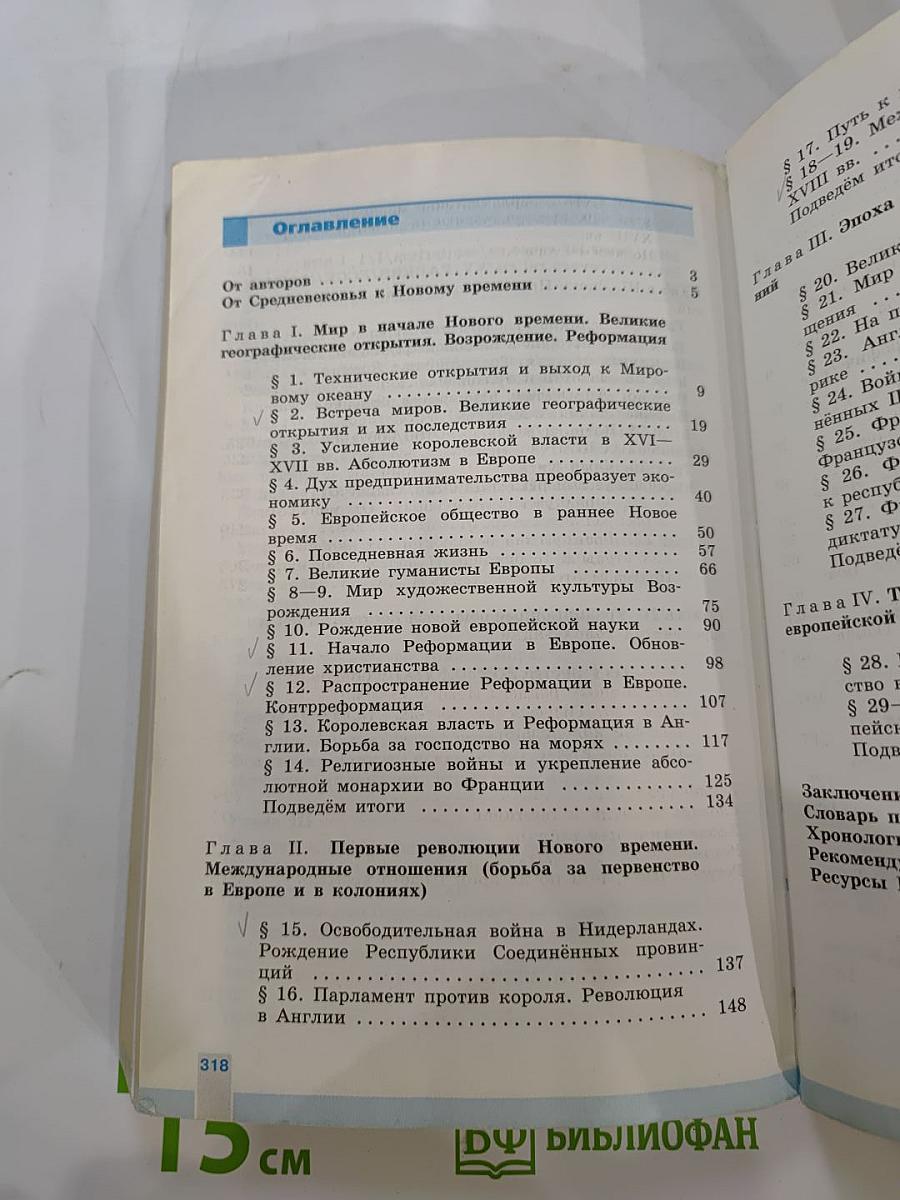 Оглавление
От авторов ................................. 3
От Средневековья к Новому времени ............. 5
Глава I. Мир в начале Нового времени. Великие
географические открытия. Возрождение. Реформация
§ 1. Технические открытия и выход к Миро-
вому океану ............................. 9
§ 2. Встреча миров. Великие географические
открытия и их последствия ................ 19
§ 3. Усиление королевской власти в XVI—
XVII вв. Абсолютизм в Европе ............. 29
§ 4. Дух предпринимательства преобразует эко-
номику ................................. 40
§ 5. Европейское общество в раннее Новое
время ................................... 50
§ 6. Повседневная жизнь .................. 57
§ 7. Великие гуманисты Европы ........... 66
§ 8—9. Мир художественной культуры Воз-
рождения ................................ 75
§ 10. Рождение новой европейской науки ... 90
§ 11. Начало Реформации в Европе. Обнов-
ление христианства ........................ 98
§ 12. Распространение Реформации в Европе.
Контрреформация ......................... 107
§ 13. Королевская власть и Реформация в Ан-
глии. Борьба за господство на морях ........ 117
§ 14. Религиозные войны и укрепление абсо-
лютной монархии во Франции ............. 125
Подведём итоги ........................... 134
Глава II. Первые революции Нового времени.
Международные отношения (борьба за первенство
в Европе и в колониях)
§ 15. Освободительная война в Нидерландах.
Рождение Республики Соединённых провин-
ций ...................................... 137
§ 16. Парламент против короля. Революция
в Англии .................................. 148
318
§ 17. Путь к
§ 18—19.
XVIII вв. ...
Подведём
Глава III. Эпоха
ний
§ 20.
§ 21. Мир
щения ...
§ 22. На
§ 23.
рике ....
§ 24.
нённых
§ 25.
§ 26.
к
§ 27.
Глава IV.
европейской
§ 28.
ство
§ 29—
Словарь
15 см
БФ БИБЛИОФАН